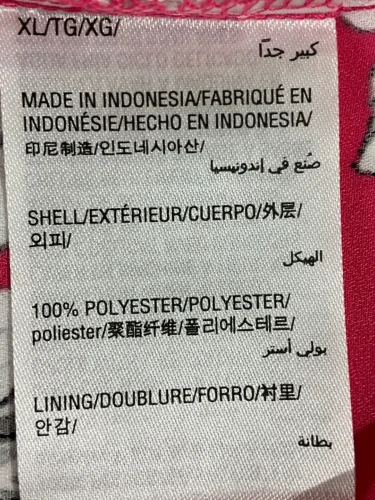 XL/TG/XG/
كبير جدًا
MADE IN INDONESIA/FABRIQUÉ EN
INDONÉSIE/HECHO EN INDONESIA/
印尼制造/인도네시아산/
صُنع في إندونيسيا
SHELL/EXTÉRIEUR/CUERPO/外层/
외피/
الهيكل
100% POLYESTER/POLYESTER/
poliester/聚酯纤维/폴리에스테르/
بولي أستر
LINING/DOUBLURE/FORRO/衬里/
안감/
بطانة